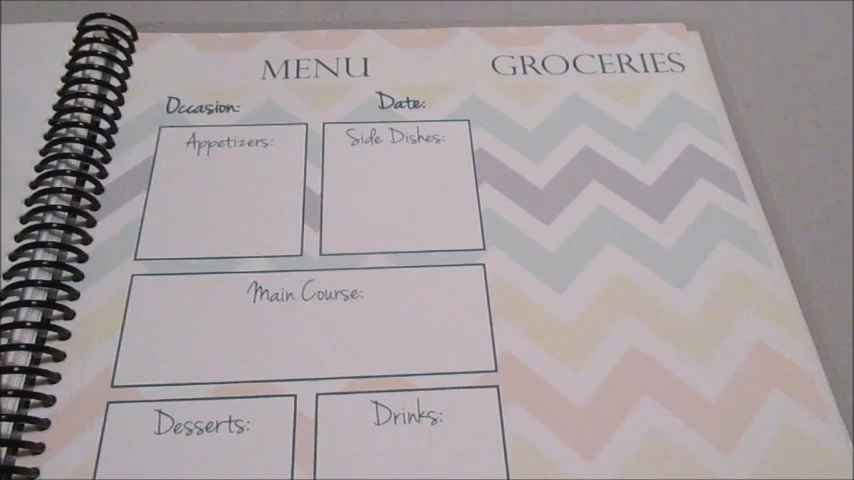 MENU GROCERIES
Occasion: Date:
Appetizers: Side Dishes:
Main Course:
Desserts: Drinks: